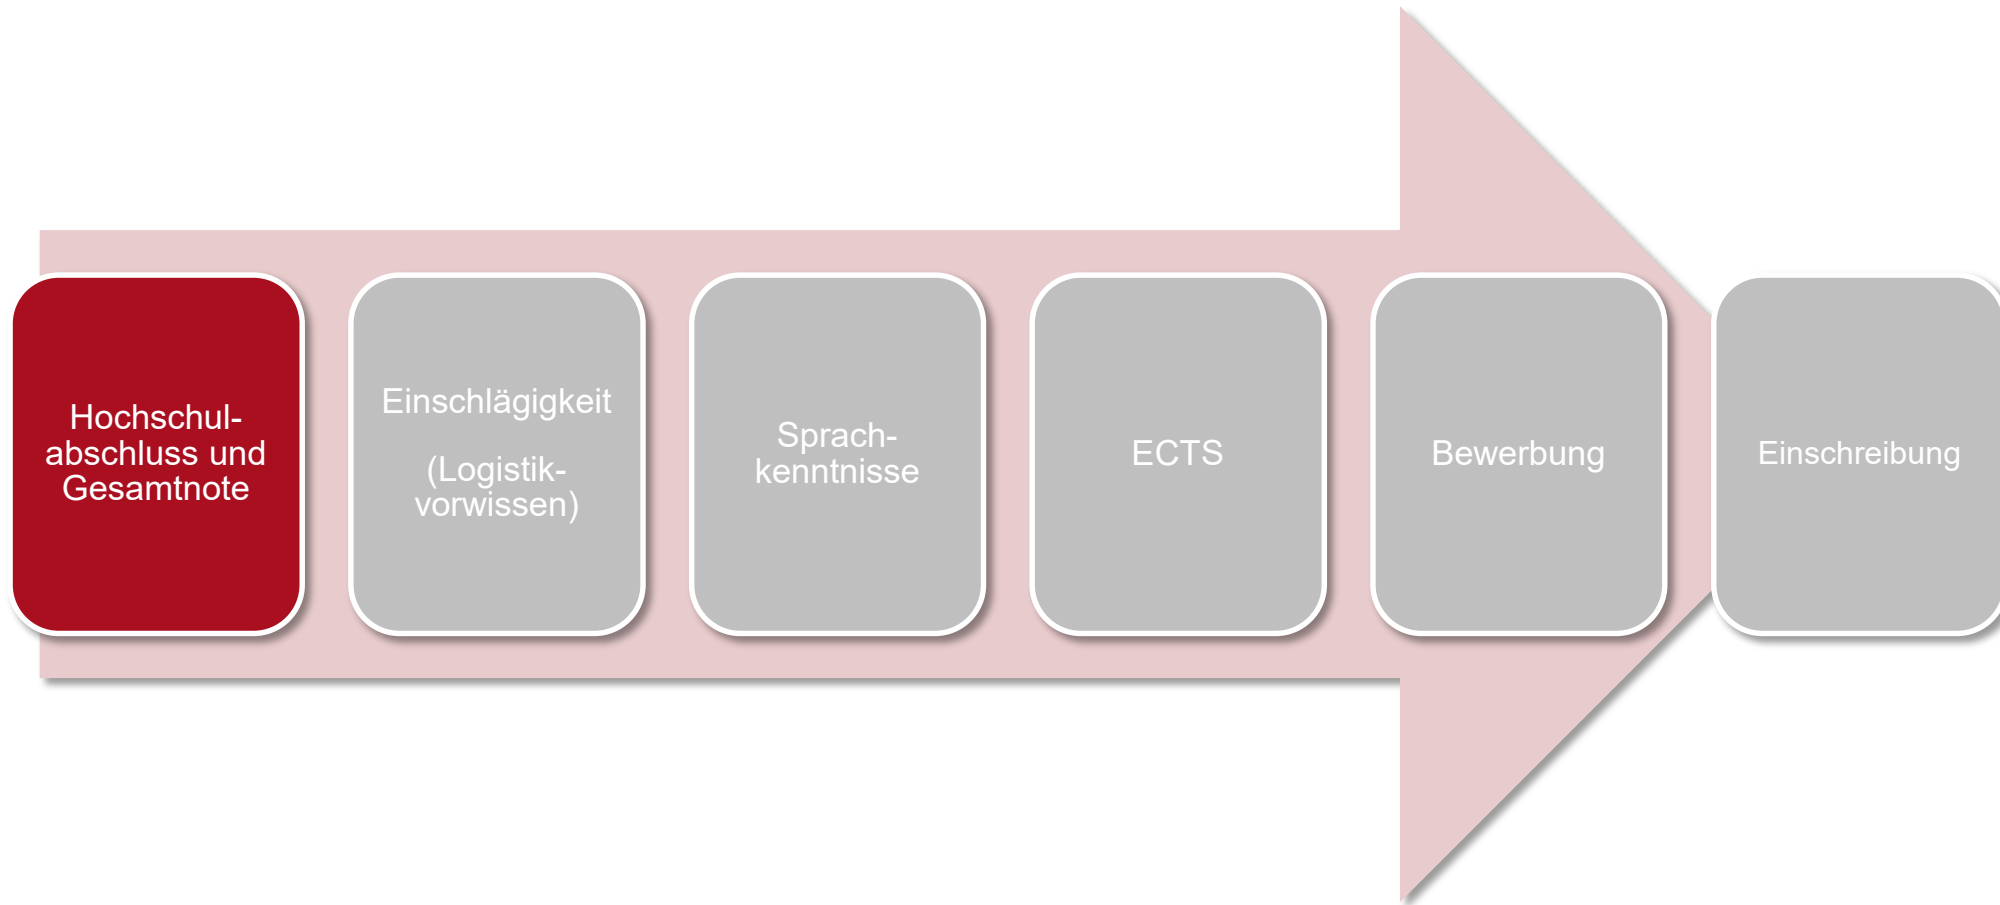 Hochschul-
abschluss und
Gesamtnote
Einschlägigkeit
(Logistik-
vorwissen)
Sprach-
kenntnisse
ECTS
Bewerbung
Einschreibung